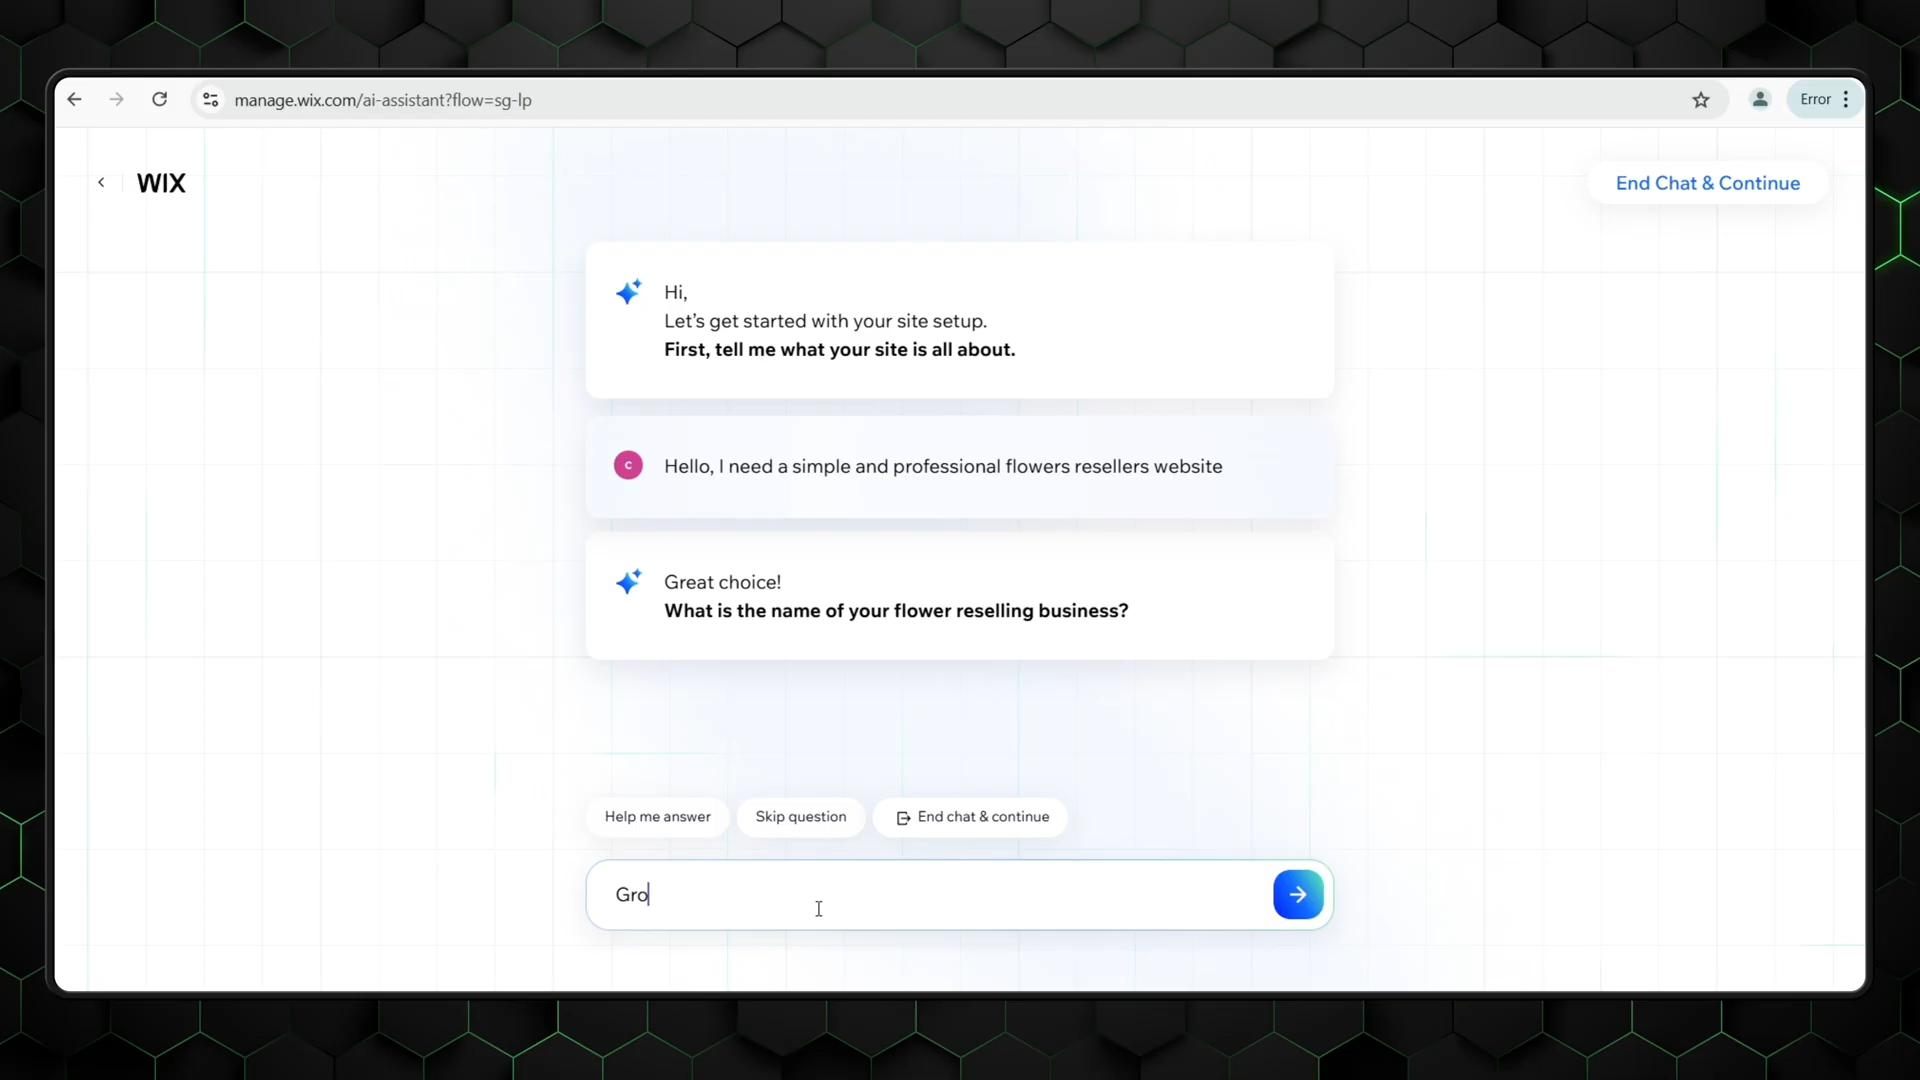 manage.wix.com/ai-assistant?flow=sg-lp
Error
WIX
End Chat & Continue
Hi,
Let's get started with your site setup.
First, tell me what your site is all about.
C
Hello, I need a simple and professional flowers resellers website
Great choice!
What is the name of your flower reselling business?
Help me answer
Skip question
End chat & continue
Gro